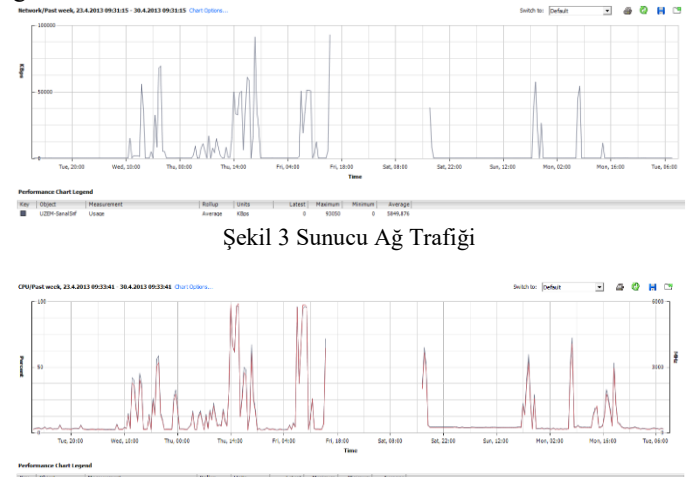 Network/Past week, 23.4.2013 09:31:15 - 30.4.2013 09:31:15 Chart Options... Switch to: Default
100000
KBps
50000
0
Tue, 20:00 Wed, 10:00 Thu, 00:00 Thu, 14:00 Fri, 04:00 Fri, 18:00 Sat, 08:00 Sat, 22:00 Sun, 12:00 Mon, 02:00 Mon, 16:00 Tue, 06:00
Time
Performance Chart Legend
Key Object Measurement Rollup Units Latest Maximum Minimum Average
UZEM-SanalSnf Usage Average KBps 0 93050 0 5849,876
Şekil 3 Sunucu Ağ Trafiği
CPU/Past week, 23.4.2013 09:33:41 - 30.4.2013 09:33:41 Chart Options... Switch to: Default
100 6000
Percent MHz
50 3000
0 0
Tue, 20:00 Wed, 10:00 Thu, 00:00 Thu, 14:00 Fri, 04:00 Fri, 18:00 Sat, 08:00 Sat, 22:00 Sun, 12:00 Mon, 02:00 Mon, 16:00 Tue, 06:00
Time
Performance Chart Legend